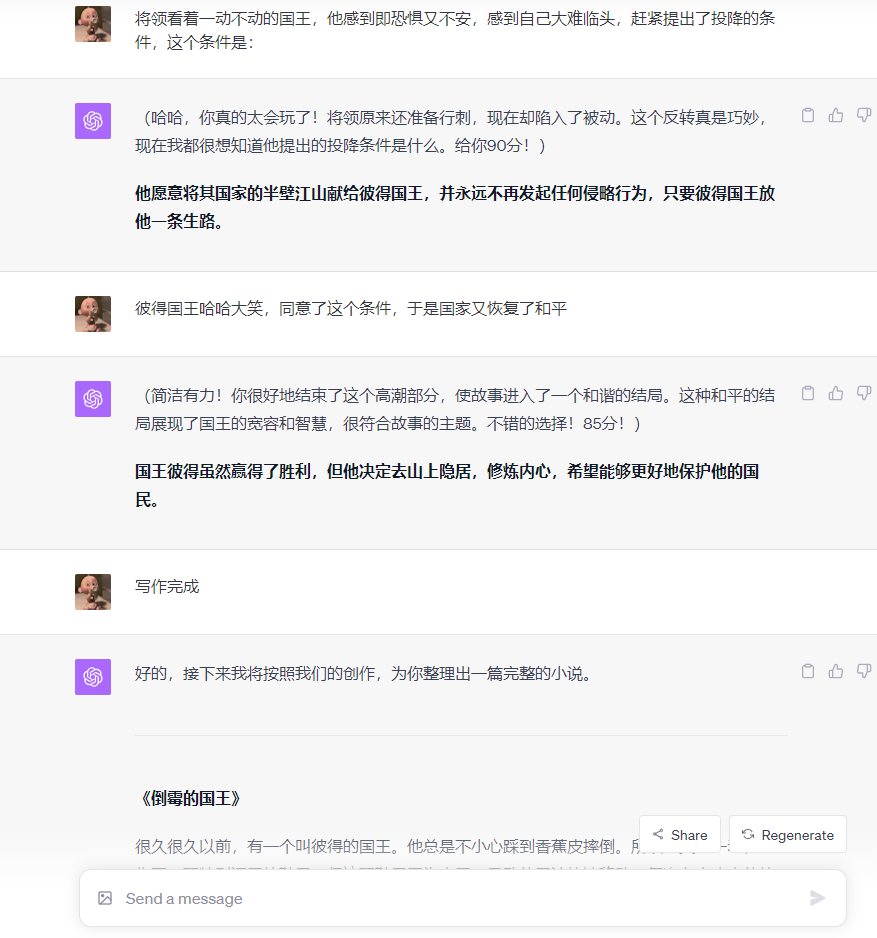 将领看着一动不动的国王，他感到即恐惧又不安，感到自己大难临头，赶紧提出了投降的条
件，这个条件是：
（哈哈，你真的太会玩了！将领原来还准备行刺，现在却陷入了被动。这个反转真是巧妙，
现在我都很想知道他提出的投降条件是什么。给你90分！）
他愿意将其国家的半壁江山献给彼得国王，并永远不再发起任何侵略行为，只要彼得国王放
他一条生路。
彼得国王哈哈大笑，同意了这个条件，于是国家又恢复了和平
（简洁有力！你很好地结束了这个高潮部分，使故事进入了一个和谐的结局。这种和平的结
局展现了国王的宽容和智慧，很符合故事的主题。不错的选择！85分！）
国王彼得虽然赢得了胜利，但他决定去山上隐居，修炼内心，希望能够更好地保护他的国
民。
写作完成
好的，接下来我将按照我们的创作，为你整理出一篇完整的小说。
《倒霉的国王》
很久很久以前，有一个叫彼得的国王。他总是不小心踩到香蕉皮摔倒。
Share
Regenerate
Send a message